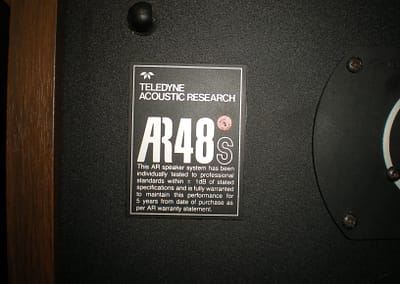 TELEDYNE
ACOUSTIC RESEARCH
AR48s
This AR speaker system has been
individually tested to professional
standards within ± 1dB of stated
specifications and is fully warranted
to maintain this performance for
5 years from date of purchase as
per AR warranty statement.